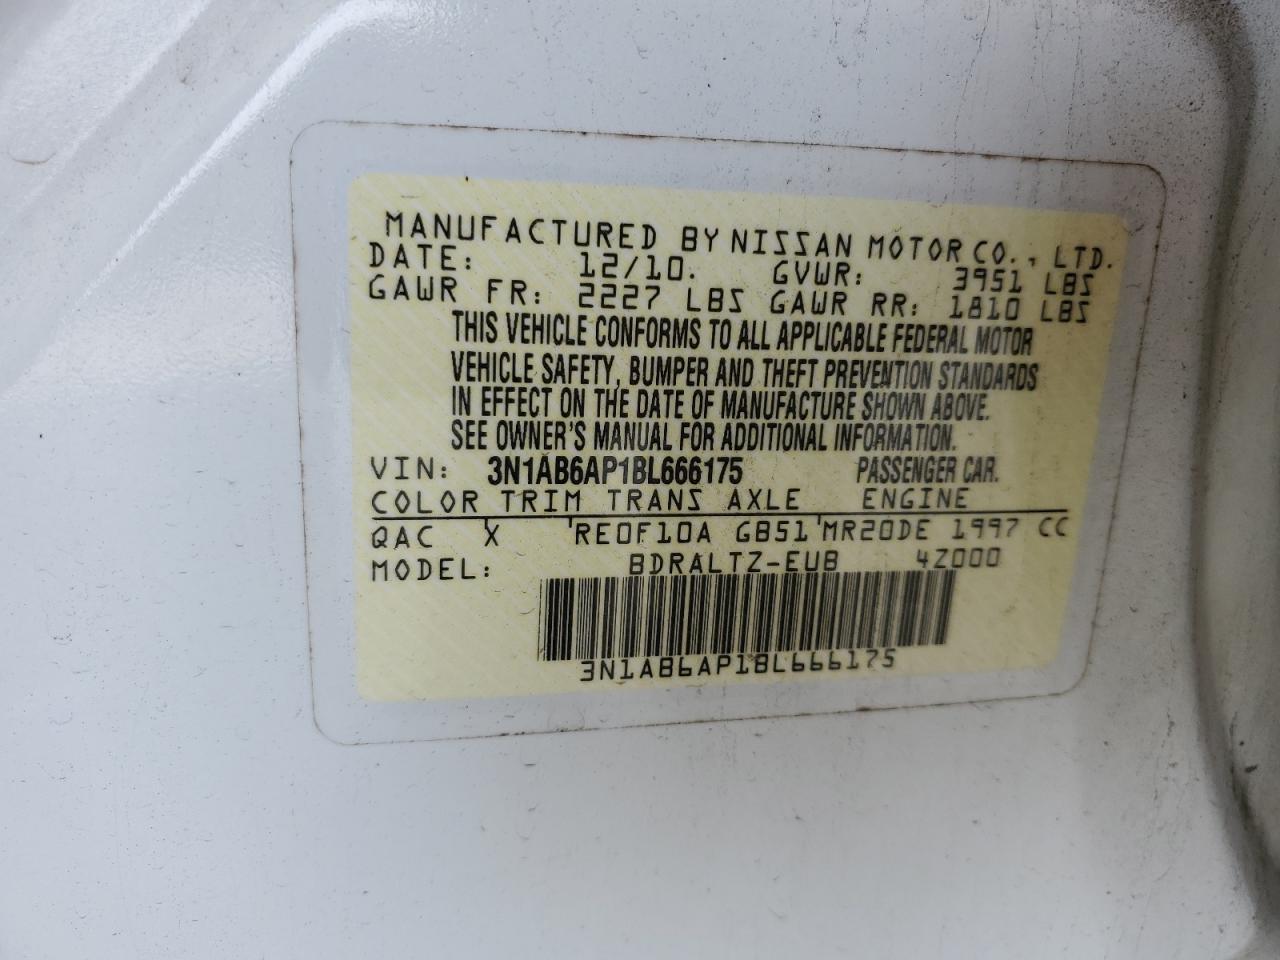 MANUFACTURED BY NISSAN MOTOR CO., LTD.
DATE: 12/10. GVWR: 3951 LBS
GAWR FR: 2227 LBS GAWR RR: 1810 LBS
THIS VEHICLE CONFORMS TO ALL APPLICABLE FEDERAL MOTOR
VEHICLE SAFETY, BUMPER AND THEFT PREVENTION STANDARDS
IN EFFECT ON THE DATE OF MANUFACTURE SHOWN ABOVE.
SEE OWNER'S MANUAL FOR ADDITIONAL INFORMATION.
VIN: 3N1AB6AP1BL666175 PASSENGER CAR.
COLOR TRIM TRANS AXLE ENGINE
QAC X 'RE0F10A GB51'MR20DE 1997 CC
MODEL: BDRALTZ-EUB 4Z000
3N1AB6AP1BL666175